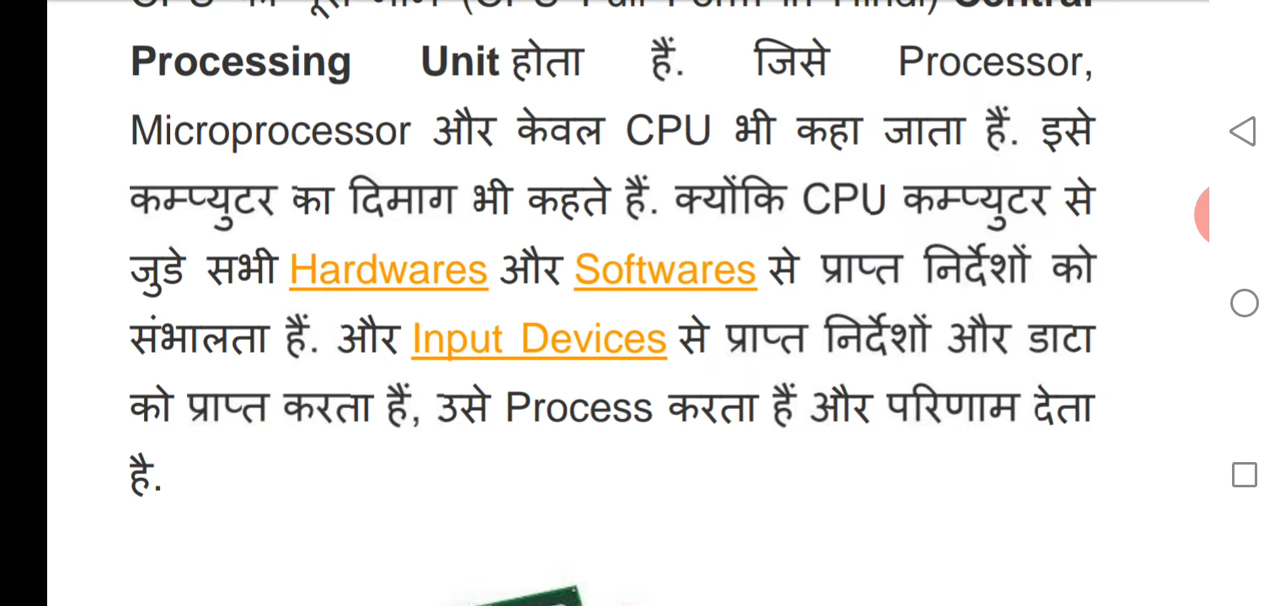 Processing Unit होता हैं. जिसे Processor,
Microprocessor और केवल CPU भी कहा जाता हैं. इसे
कम्प्युटर का दिमाग भी कहते हैं. क्योंकि CPU कम्प्युटर से
जुडे सभी Hardwares और Softwares से प्राप्त निर्देशों को
संभालता हैं. और Input Devices से प्राप्त निर्देशों और डाटा
को प्राप्त करता हैं, उसे Process करता हैं और परिणाम देता
है.